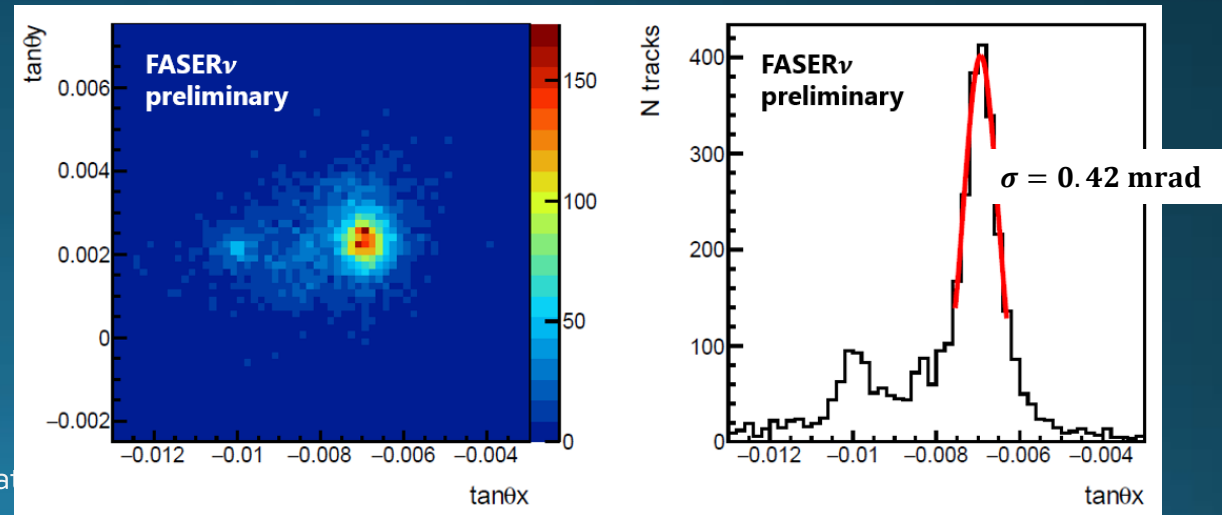 tanθy
FASERν
preliminary
0.006
0.004
0.002
0
−0.002
−0.012
−0.01
−0.008
−0.006
−0.004
tanθx
150
100
50
0
N tracks
FASERν
preliminary
400
300
200
100
0
σ = 0.42 mrad
−0.012
−0.01
−0.008
−0.006
−0.004
tanθx